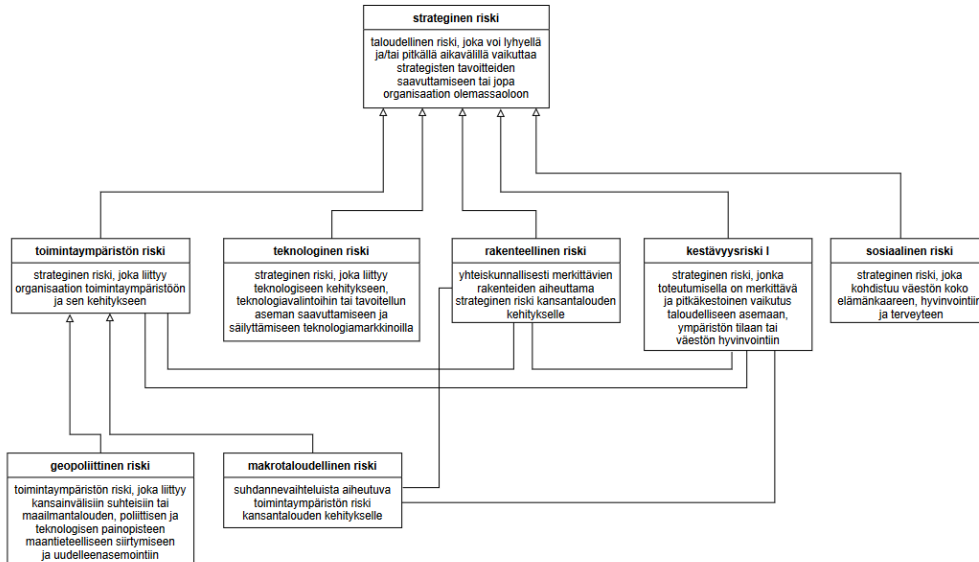 strateginen riski
taloudellinen riski, joka voi lyhyellä
ja/tai pitkällä aikavälillä vaikuttaa
strategisten tavoitteiden
saavuttamiseen tai jopa
organisaation olemassaoloon
toimintaympäristön riski
strateginen riski, joka liittyy
organisaation toimintaympäristöön
ja sen kehitykseen
teknologinen riski
strateginen riski, joka liittyy
teknologiseen kehitykseen,
teknologiavalintoihin tai tavoitellun
aseman saavuttamiseen ja
säilyttämiseen teknologiamarkkinoilla
rakenteellinen riski
yhteiskunnallisesti merkittävien
rakenteiden aiheuttama
strateginen riski kansantalouden
kehitykselle
kestävyysriski I
strateginen riski, jonka
toteutumisella on merkittävä
ja pitkäkestoinen vaikutus
taloudelliseen asemaan,
ympäristön tilaan tai
väestön hyvinvointiin
sosiaalinen riski
strateginen riski, joka
kohdistuu väestön koko
elämänkaareen, hyvinvointiin
ja terveyteen
geopoliittinen riski
toimintaympäristön riski, joka liittyy
kansainvälisiin suhteisiin tai
maailmantalouden, poliittisen ja
teknologisen painopisteen
maantieteelliseen siirtymiseen
ja uudelleenasemointiin
makrotaloudellinen riski
suhdannevaihteluista aiheutuva
toimintaympäristön riski
kansantalouden kehitykselle